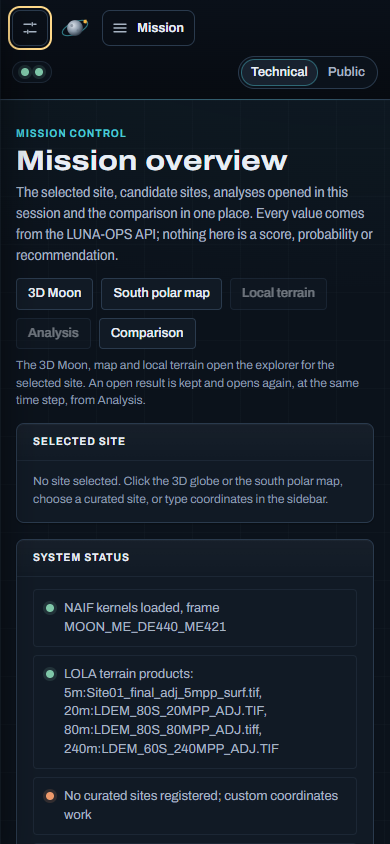 Mission
Technical
Public
MISSION CONTROL
Mission overview
The selected site, candidate sites, analyses opened in this
session and the comparison in one place. Every value comes
from the LUNA-OPS API; nothing here is a score, probability or
recommendation.
3D Moon
South polar map
Local terrain
Analysis
Comparison
The 3D Moon, map and local terrain open the explorer for the
selected site. An open result is kept and opens again, at the same
time step, from Analysis.
SELECTED SITE
No site selected. Click the 3D globe or the south polar map,
choose a curated site, or type coordinates in the sidebar.
SYSTEM STATUS
NAIF kernels loaded, frame
MOON_ME_DE440_ME421
LOLA terrain products:
5m:Site01_final_adj_5mpp_surf.tif,
20m:LDEM_80S_20MPP_ADJ.TIF,
80m:LDEM_80S_80MPP_ADJ.tiff,
240m:LDEM_60S_240MPP_ADJ.TIF
No curated sites registered; custom coordinates
work